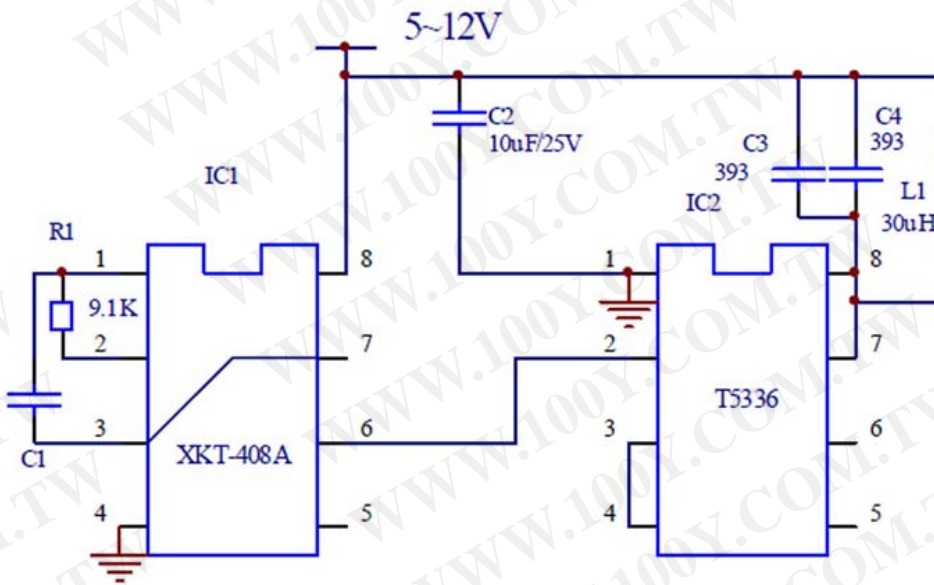 5~12V
C2
10uF/25V
C3
393
C4
393
L1
30uH
IC1
IC2
R1
9.1K
C1
1
2
3
4
8
7
6
5
XKT-408A
1
2
3
4
8
7
6
5
T5336
WWW.100Y.COM.TW